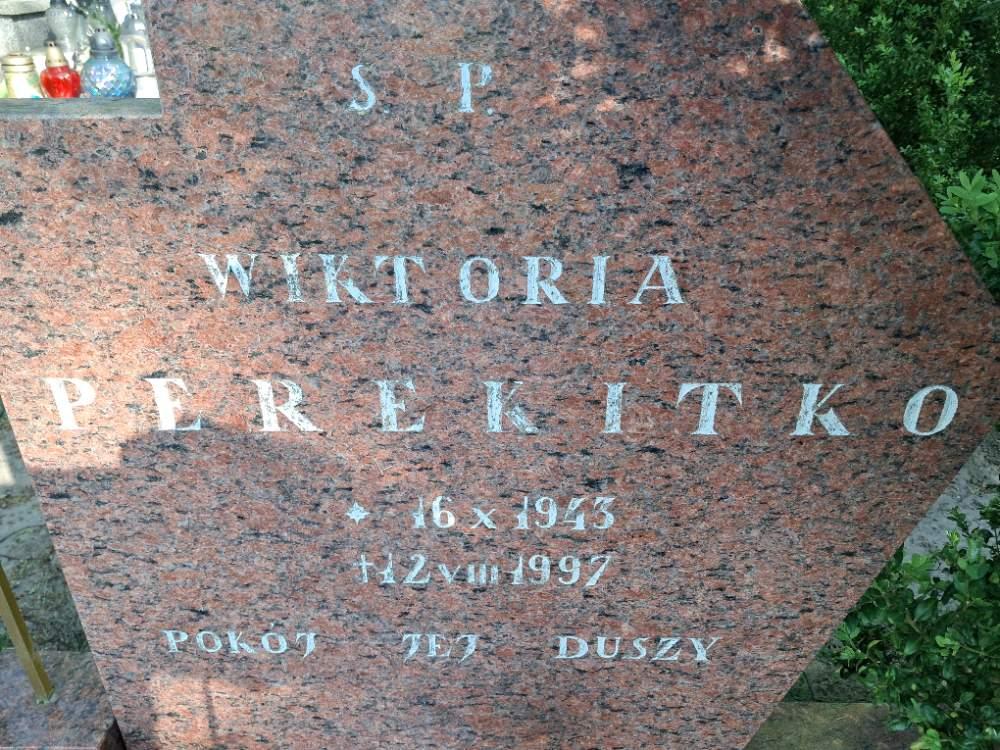 S. P.
WIKTORIA
PEREKITKO
* 16 X 1943
† 12 VIII 1997
POKÓJ JEJ DUSZY